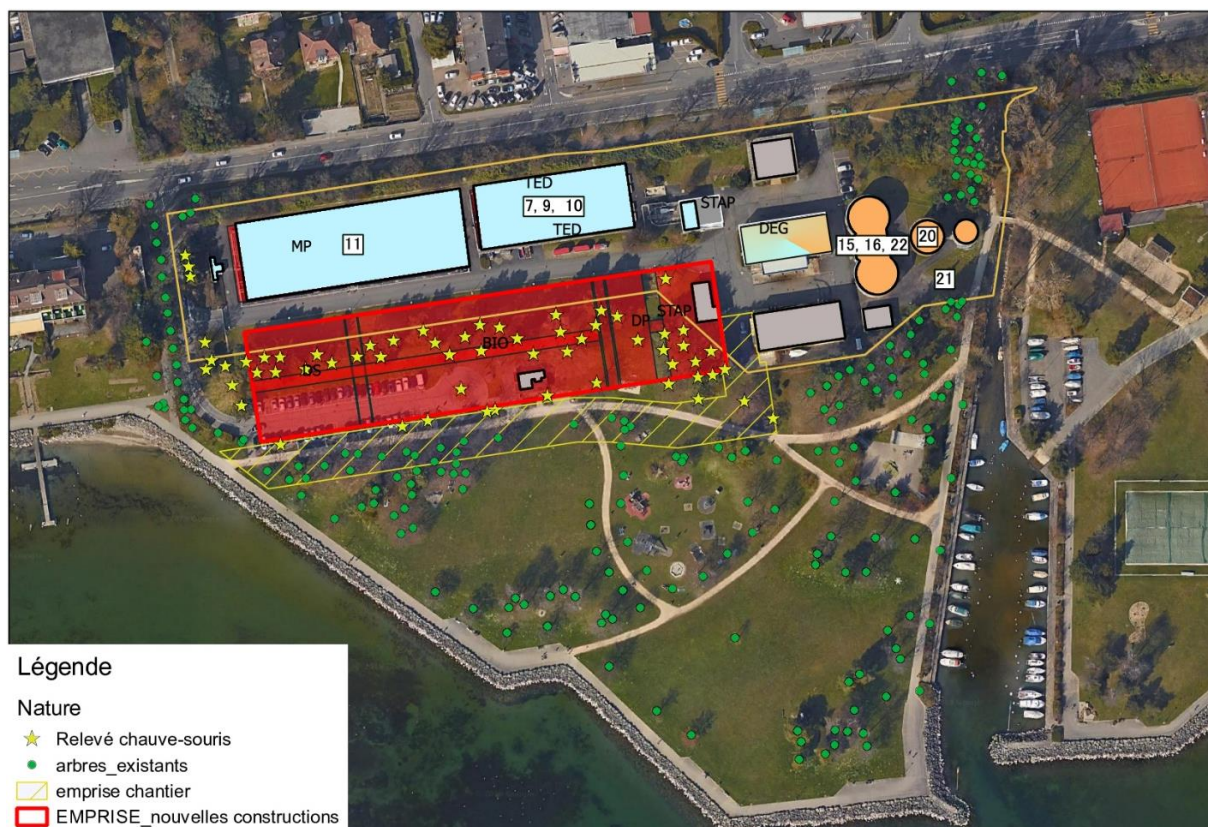 TED
7, 9, 10
STAP
MP
11
TED
DEG
20
15, 16, 22
21
STAP
DP
BIO
DS
Légende
Nature
Relevé chauve-souris
arbres_existants
emprise chantier
EMPRISE_nouvelles constructions